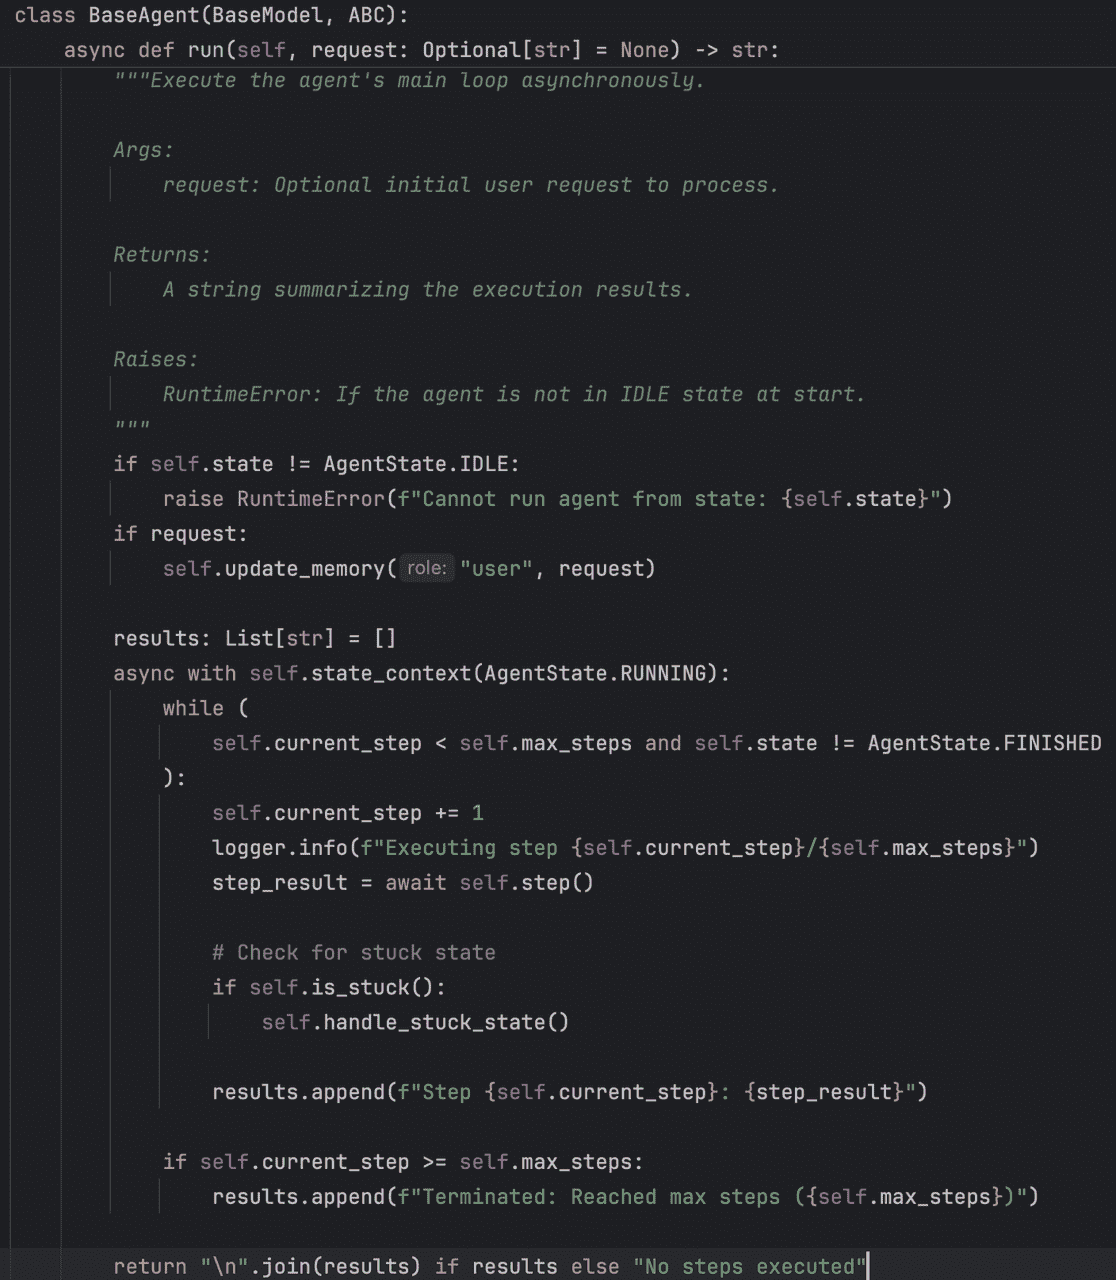 class BaseAgent(BaseModel, ABC):
    async def run(self, request: Optional[str] = None) -> str:
        """Execute the agent's main loop asynchronously.

        Args:
            request: Optional initial user request to process.

        Returns:
            A string summarizing the execution results.

        Raises:
            RuntimeError: If the agent is not in IDLE state at start.
        """
        if self.state != AgentState.IDLE:
            raise RuntimeError(f"Cannot run agent from state: {self.state}")
        if request:
            self.update_memory( role: "user", request)

        results: List[str] = []
        async with self.state_context(AgentState.RUNNING):
            while (
                self.current_step < self.max_steps and self.state != AgentState.FINISHED
            ):
                self.current_step += 1
                logger.info(f"Executing step {self.current_step}/{self.max_steps}")
                step_result = await self.step()

                # Check for stuck state
                if self.is_stuck():
                    self.handle_stuck_state()

                results.append(f"Step {self.current_step}: {step_result}")

            if self.current_step >= self.max_steps:
                results.append(f"Terminated: Reached max steps ({self.max_steps})")

        return "\n".join(results) if results else "No steps executed"